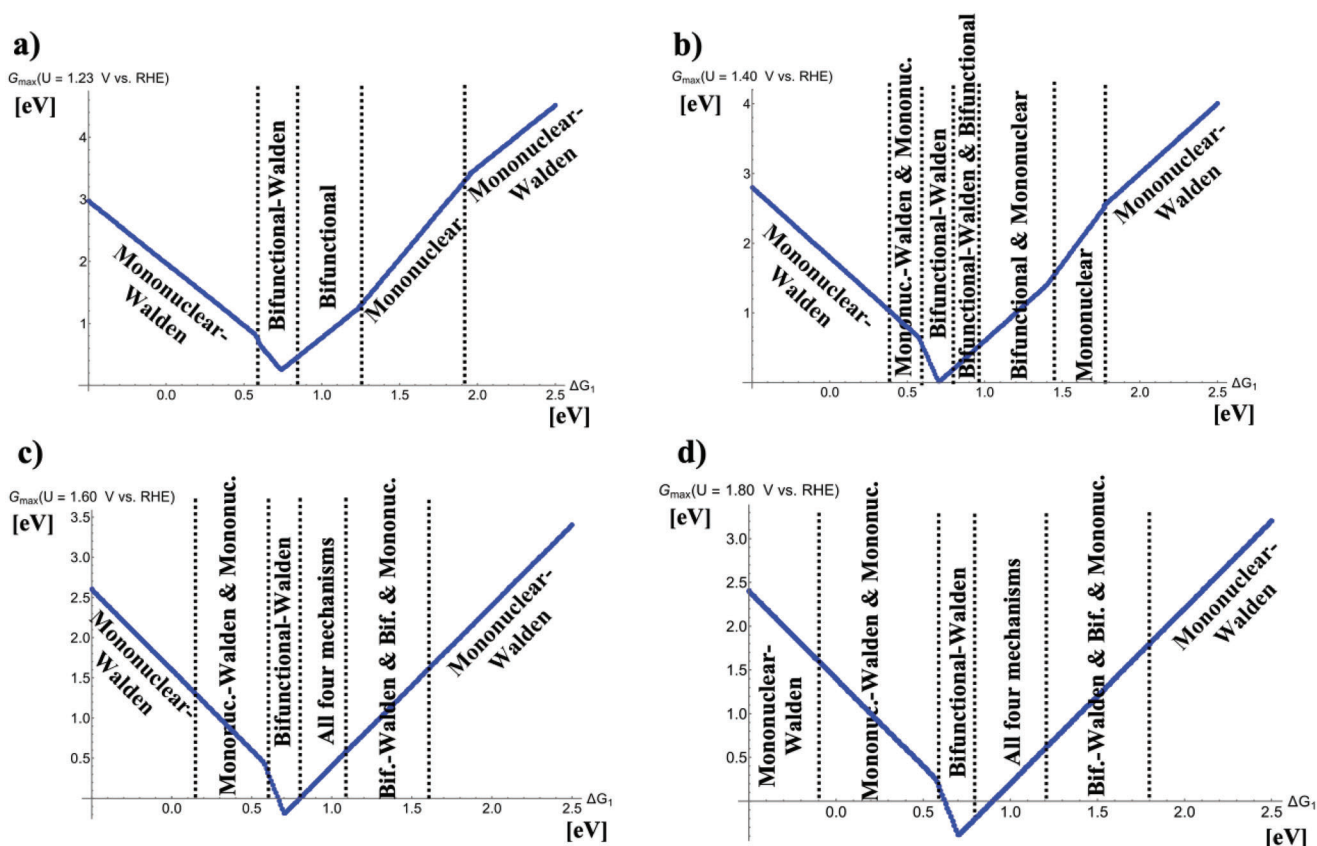 a)
G_max(U = 1.23 V vs. RHE)
[eV]
4
3
2
1
0.0
0.5
1.0
1.5
2.0
2.5
ΔG₁
[eV]
Mononuclear-
Walden
Bifunctional-Walden
Bifunctional
Mononuclear
Mononuclear-
Walden
b)
G_max(U = 1.40 V vs. RHE)
[eV]
4
3
2
1
0.0
0.5
1.0
1.5
2.0
2.5
ΔG₁
[eV]
Mononuclear-
Walden
Mononuc.-Walden & Mononuc.
Bifunctional-Walden
Bifunctional-Walden & Bifunctional
Bifunctional & Mononuclear
Mononuclear
Mononuclear-
Walden
c)
G_max(U = 1.60 V vs. RHE)
[eV]
3.5
3.0
2.5
2.0
1.5
1.0
0.5
0.0
0.5
1.0
1.5
2.0
2.5
ΔG₁
[eV]
Mononuclear-
Walden
Mononuc.-Walden & Mononuc.
Bifunctional-Walden
All four mechanisms
Bif.-Walden & Bif. & Mononuc.
Mononuclear-
Walden
d)
G_max(U = 1.80 V vs. RHE)
[eV]
3.0
2.5
2.0
1.5
1.0
0.5
0.0
0.5
1.0
1.5
2.0
2.5
ΔG₁
[eV]
Mononuclear-
Walden
Mononuc.-Walden & Mononuc.
Bifunctional-Walden
All four mechanisms
Bif.-Walden & Bif. & Mononuc.
Mononuclear-
Walden